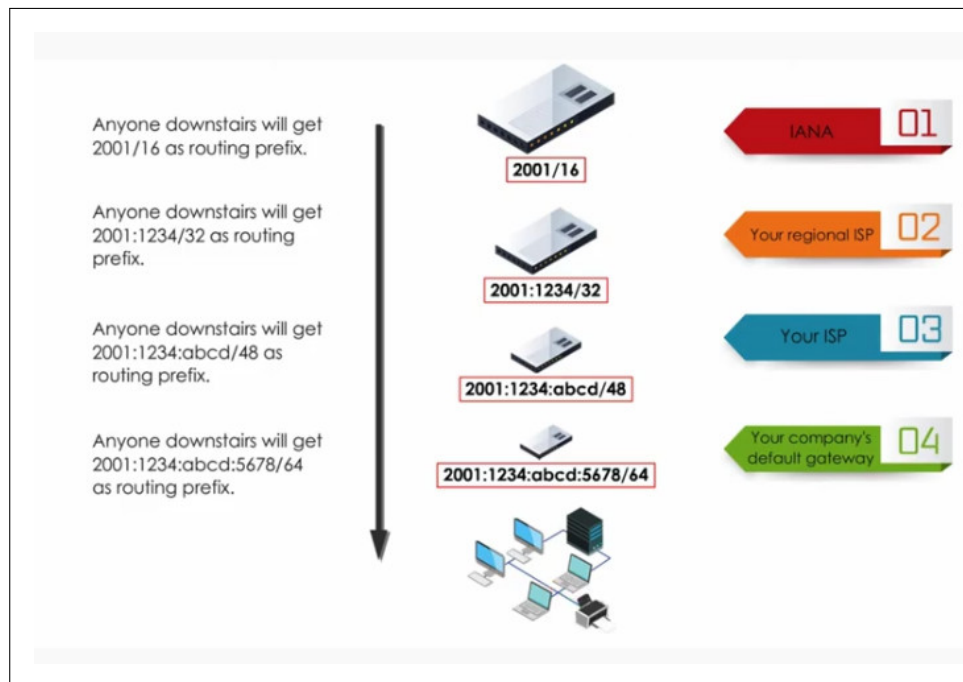 Anyone downstairs will get
2001/16 as routing prefix.
2001/16
IANA
01
Anyone downstairs will get
2001:1234/32 as routing
prefix.
2001:1234/32
Your regional ISP
02
Anyone downstairs will get
2001:1234:abcd/48 as
routing prefix.
2001:1234:abcd/48
Your ISP
03
Anyone downstairs will get
2001:1234:abcd:5678/64
as routing prefix.
2001:1234:abcd:5678/64
Your company's
default gateway
04